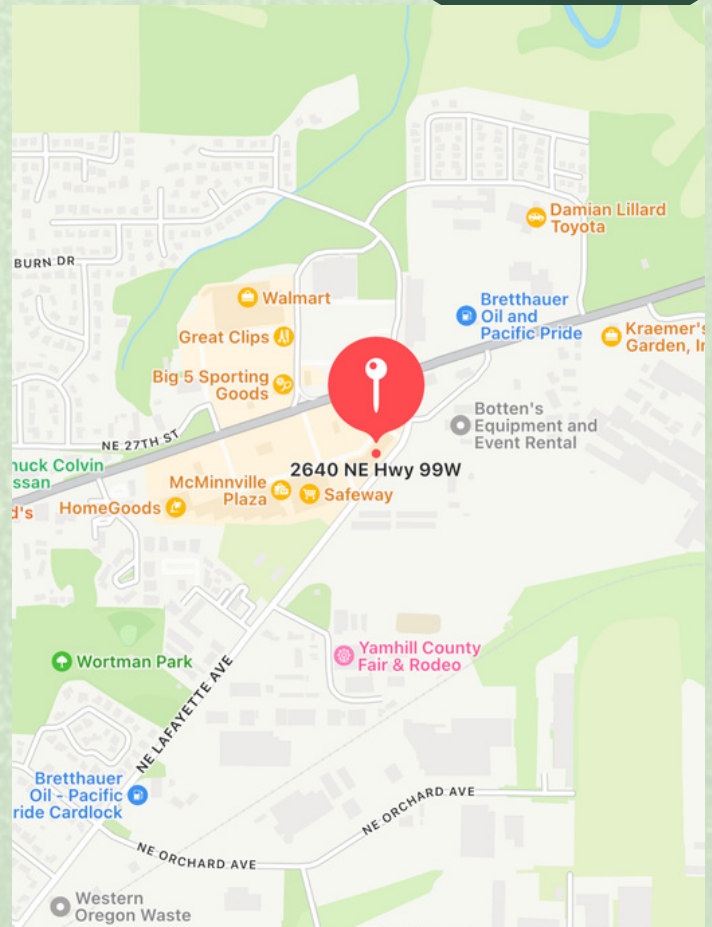 Damian Lillard
Toyota
BURN DR
Walmart
Bretthauer
Oil and
Pacific Pride
Great Clips
Kraemer's
Garden, I
Big 5 Sporting
Goods
Botten's
Equipment and
Event Rental
NE 27TH ST
huck Colvin
ssan
2640 NE Hwy 99W
McMinnville
Plaza
Safeway
d's
HomeGoods
Yamhill County
Fair & Rodeo
Wortman Park
NE LAFAYETTE AVE
Bretthauer
Oil - Pacific
ride Cardlock
NE ORCHARD AVE
NE ORCHARD AVE
Western
Oregon Waste